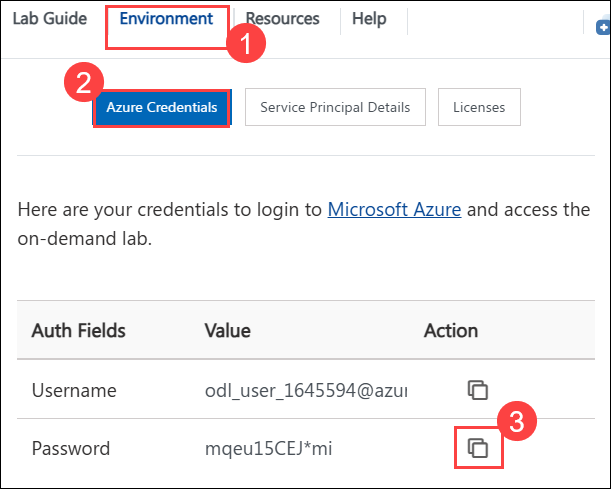 Lab Guide Environment Resources Help
1
2
Azure Credentials Service Principal Details Licenses
Here are your credentials to login to Microsoft Azure and access the
on-demand lab.
Auth Fields Value Action
Username odl_user_1645594@azur
3
Password mqeu15CEJ*mi